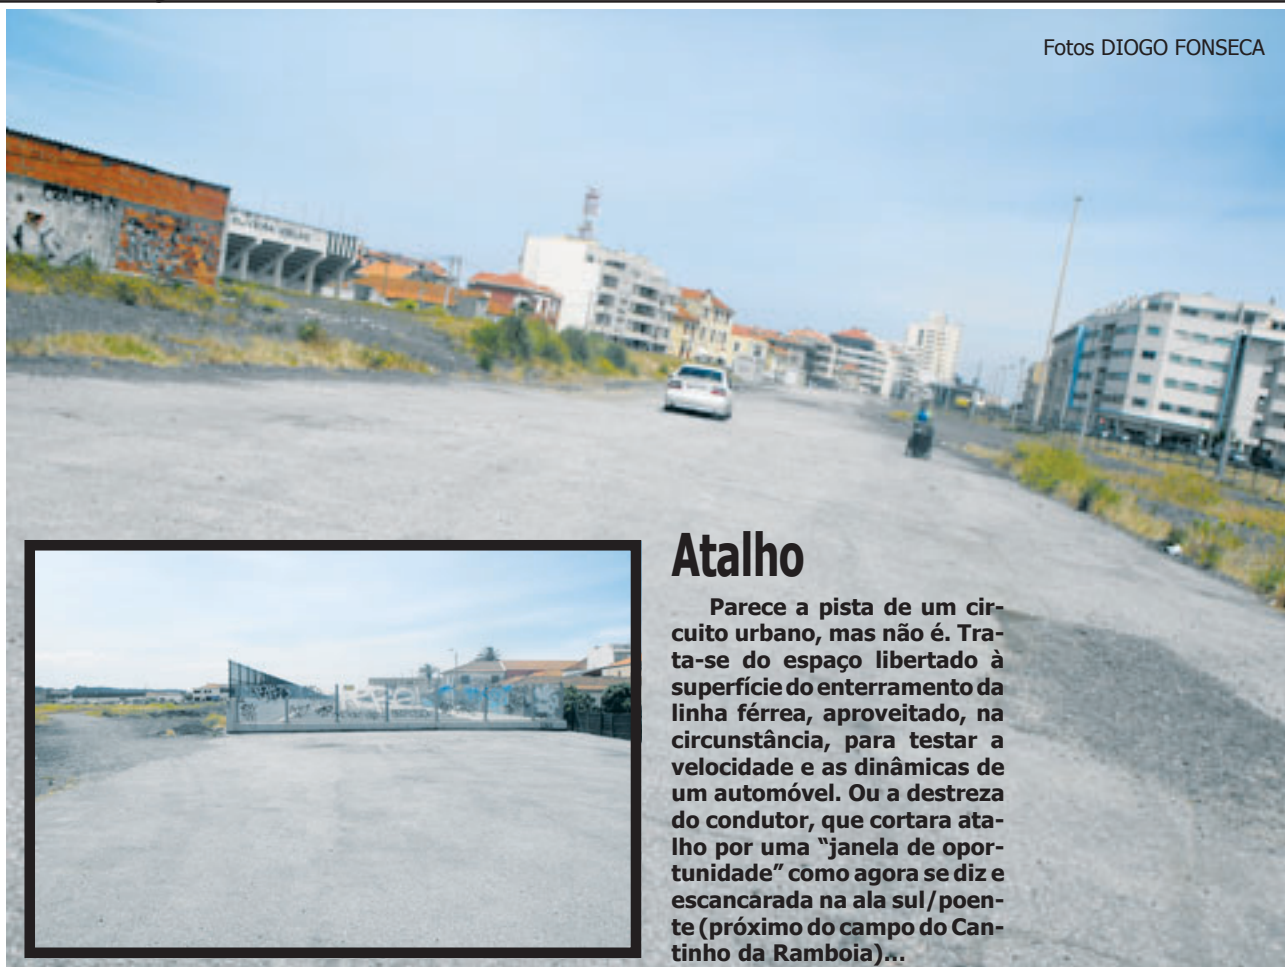 Fotos DIOGO FONSECA
Atalho
Parece a pista de um cir-
cuito urbano, mas não é. Tra-
ta-se do espaço libertado à
superfície do enterramento da
linha férrea, aproveitado, na
circunstância, para testar a
velocidade e as dinâmicas de
um automóvel. Ou a destreza
do condutor, que cortara ata-
lho por uma “janela de opor-
tunidade” como agora se diz e
escancarada na ala sul/poen-
te (próximo do campo do Can-
tinho da Ramboia)...